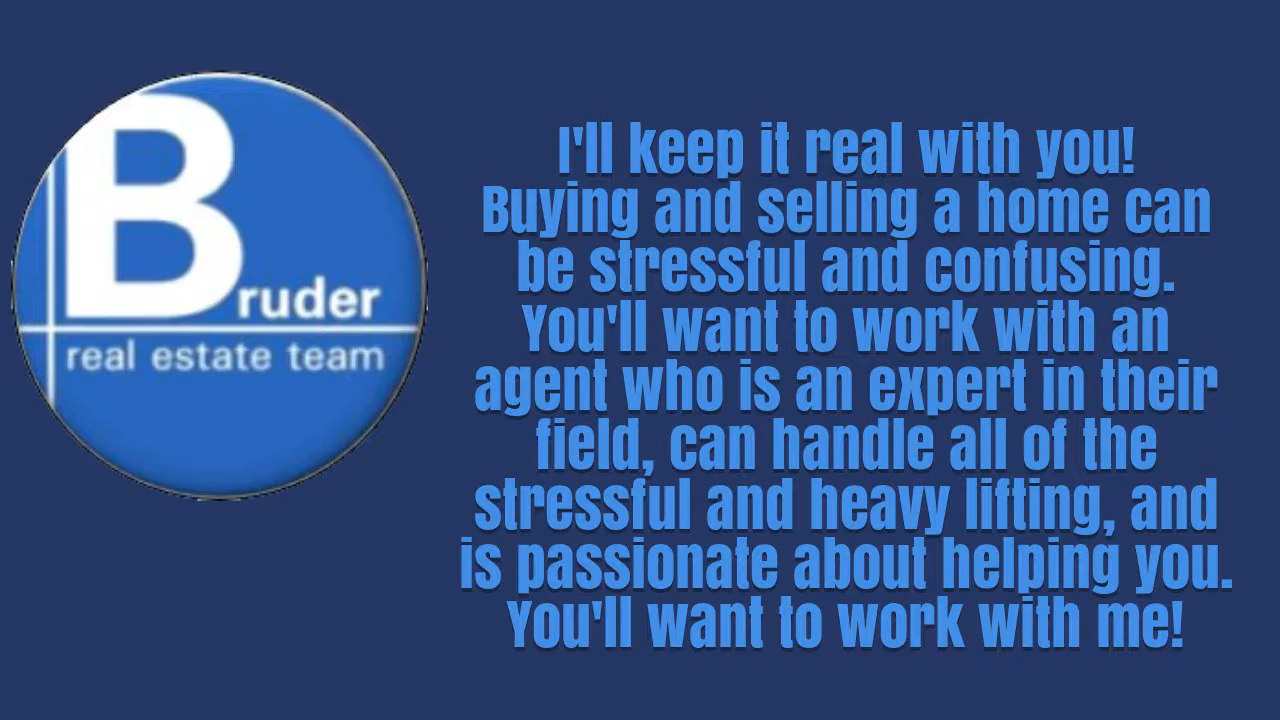 Bruder
real estate team
I'll keep it real with you!
Buying and selling a home can
be stressful and confusing.
You'll want to work with an
agent who is an expert in their
field, can handle all of the
stressful and heavy lifting, and
is passionate about helping you.
You'll want to work with me!